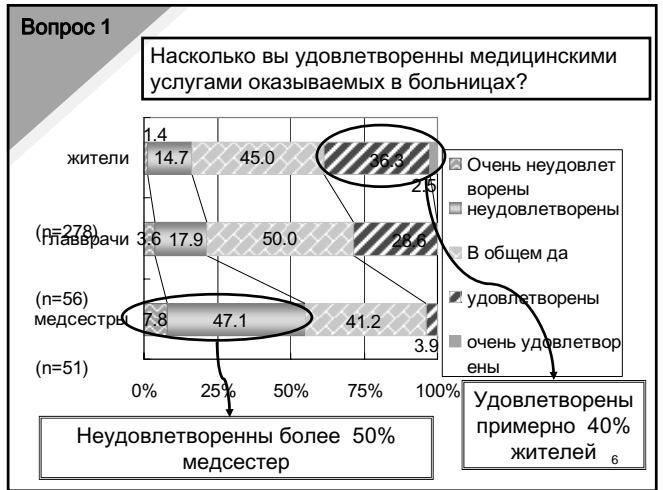 Вопрос 1
Насколько вы удовлетворенны медицинскими
услугами оказываемых в больницах?
1.4
жители
14.7
45.0
36.3
2.5
(n=278)
главврачи
3.6
17.9
50.0
28.6
(n=56)
медсестры
7.8
47.1
41.2
3.9
(n=51)
0%
25%
50%
75%
100%
Очень неудовлет
ворены
неудовлетворены
В общем да
удовлетворены
очень удовлетвор
ены
Неудовлетворенны более 50%
медсестер
Удовлетворены
примерно 40%
жителей
6